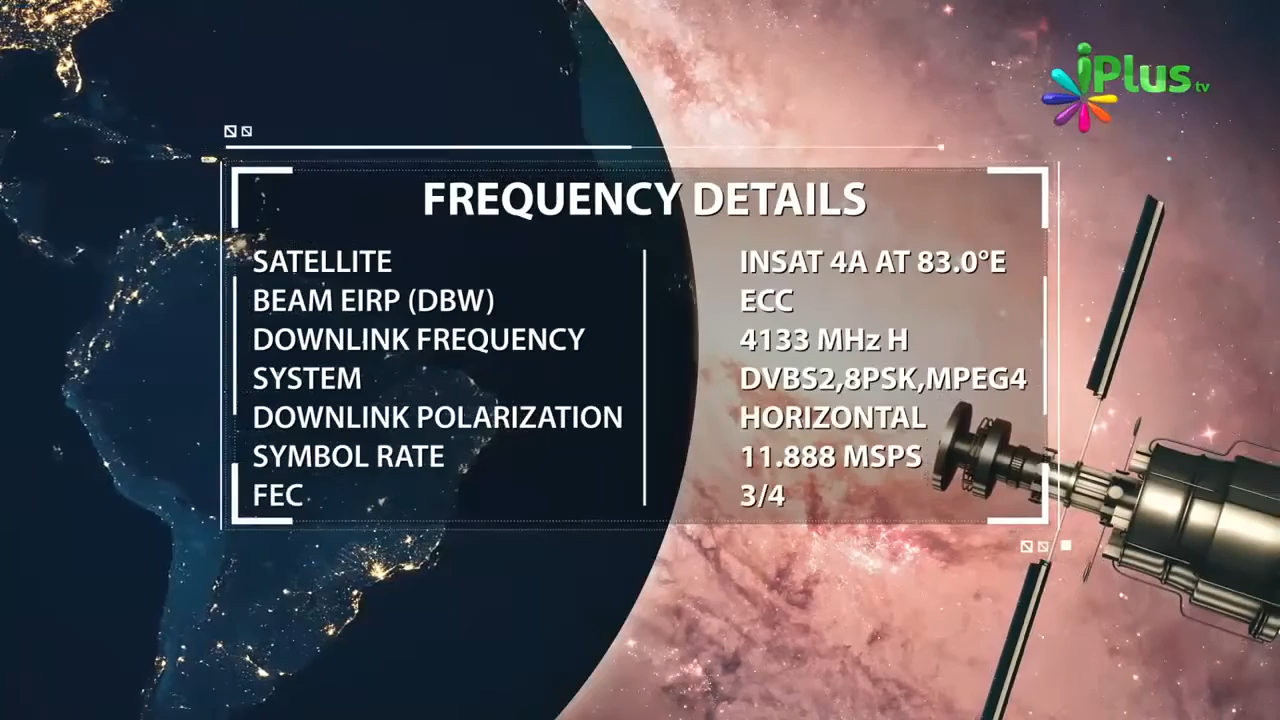 iPlus tv
FREQUENCY DETAILS
SATELLITE INSAT 4A AT 83.0°E
BEAM EIRP (DBW) ECC
DOWNLINK FREQUENCY 4133 MHz H
SYSTEM DVBS2,8PSK,MPEG4
DOWNLINK POLARIZATION HORIZONTAL
SYMBOL RATE 11.888 MSPS
FEC 3/4